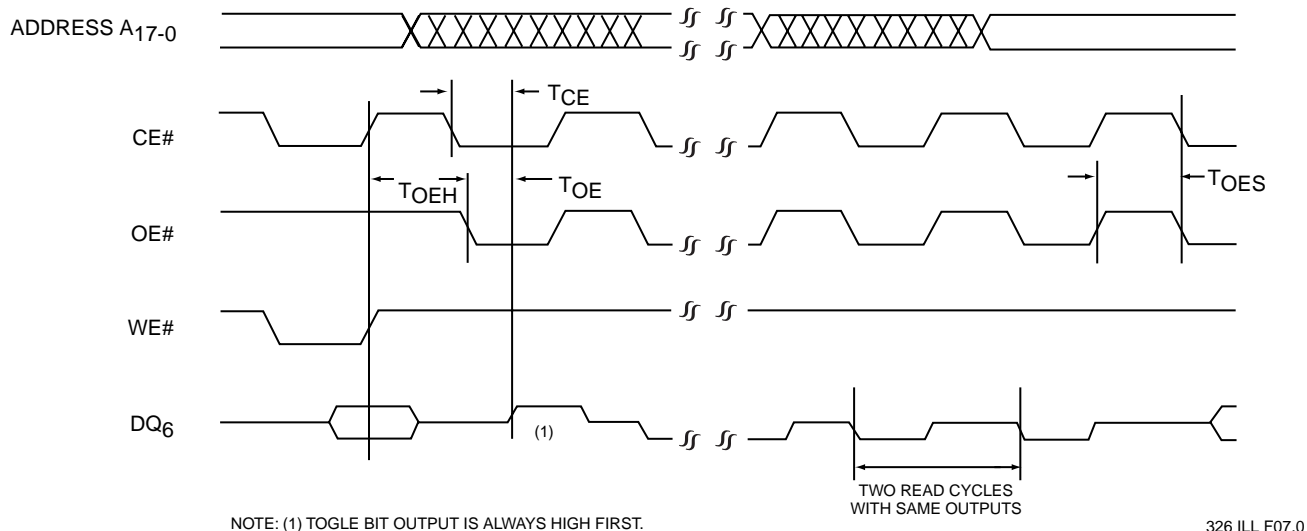 ADDRESS A17-0
TCE
CE#
TOEH
TOE
TOES
OE#
WE#
DQ6
(1)
TWO READ CYCLES
WITH SAME OUTPUTS
NOTE: (1) TOGLE BIT OUTPUT IS ALWAYS HIGH FIRST.
326 ILL F07.0